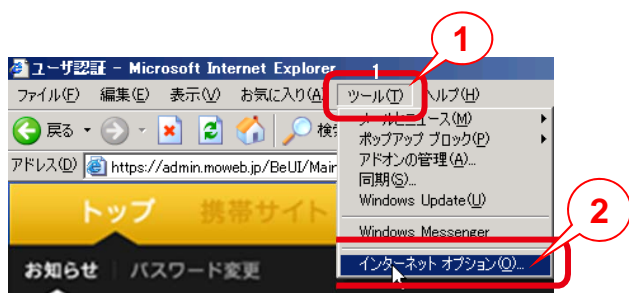 1
ユーザ認証 - Microsoft Internet Explorer
1
ファイル(F) 編集(E) 表示(V) お気に入り(A) ツール(T) ヘルプ(H)
戻る
メールとニュース(M)
ポップアップ ブロック(P)
アドオンの管理(A)...
同期(S)...
Windows Update(U)
Windows Messenger
インターネット オプション(O)...
2
アドレス(D) https://admin.moweb.jp/BeUI/Mair
トップ 携帯サイト
お知らせ パスワード変更